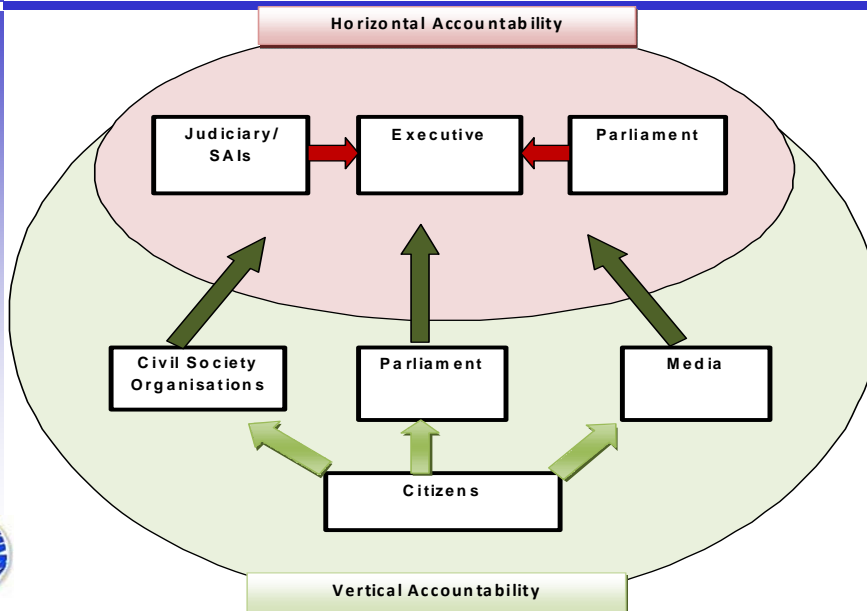 Horizontal Accountability
Judiciary/
SAIs
Executive
Parliament
Civil Society
Organisations
Parliament
Media
Citizens
Vertical Accountability